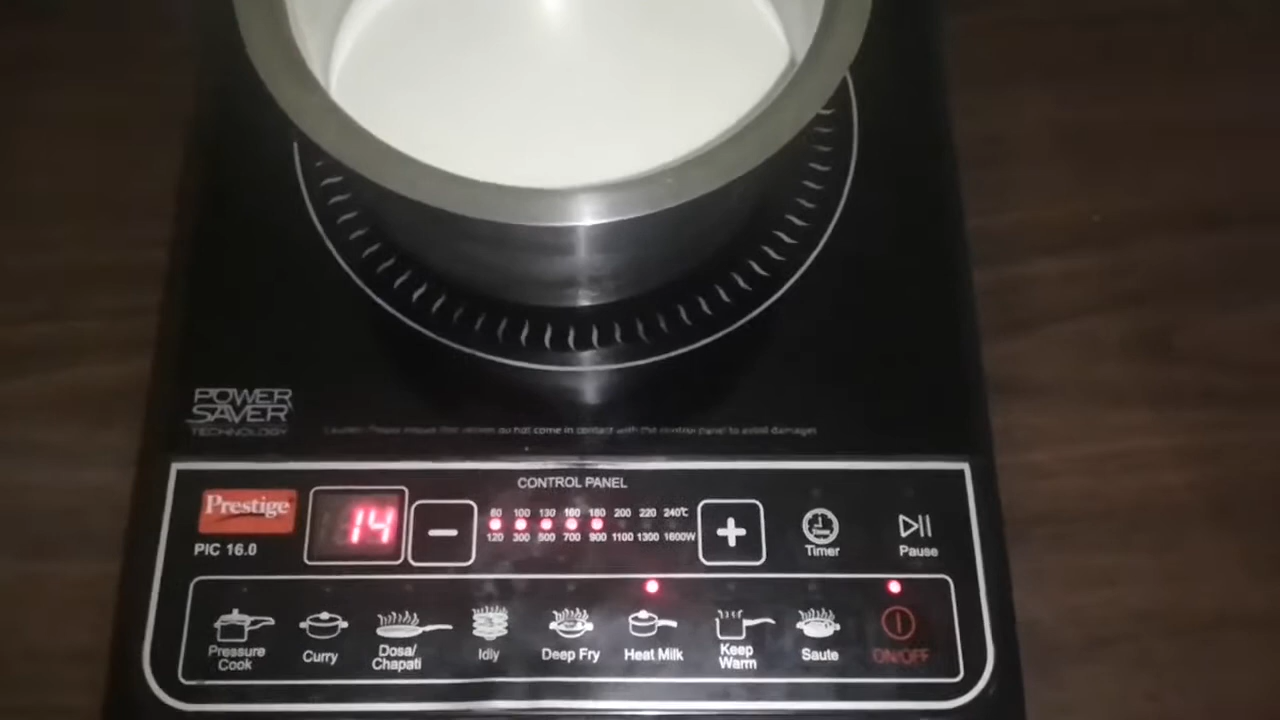 POWER
SAVER
TECHNOLOGY
CONTROL PANEL
Prestige
PIC 16.0
14
−
60 100 130 160 180 200 220 240℃
120 300 500 700 900 1100 1300 1600W
+
Timer
Pause
Pressure
Cook
Curry
Dosa/
Chapati
Idly
Deep Fry
Heat Milk
Keep
Warm
Saute
ON/OFF